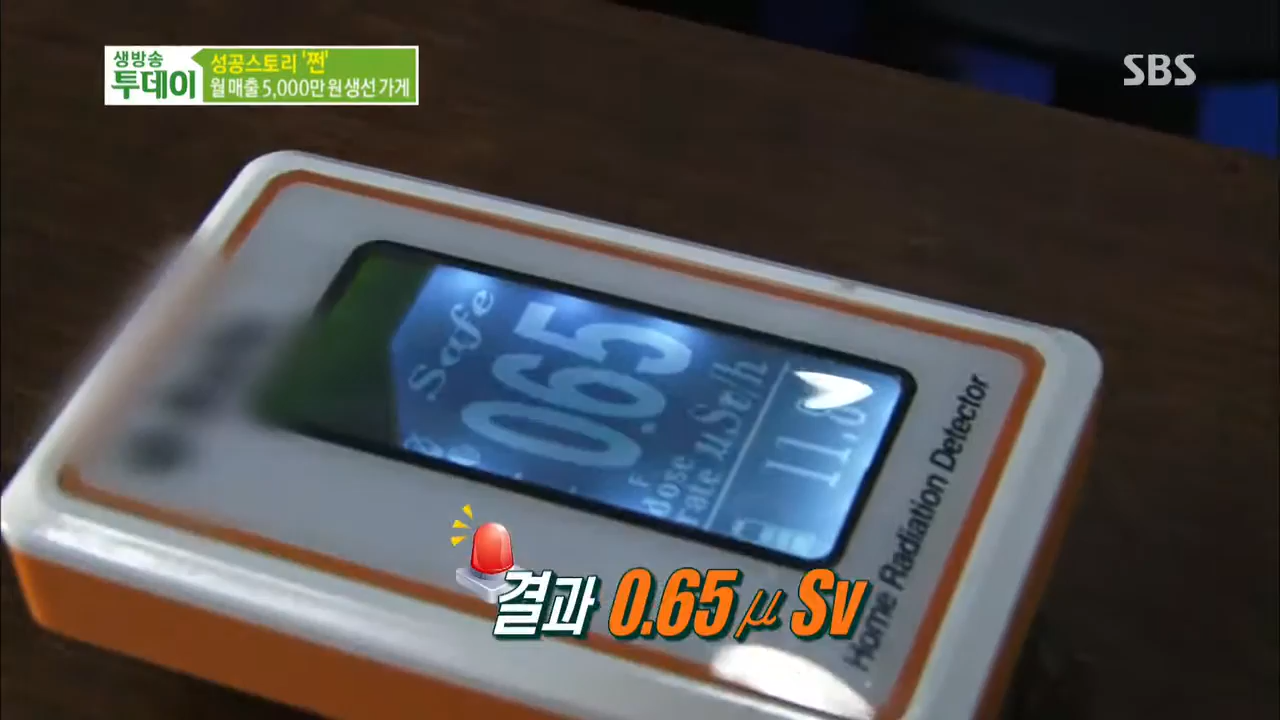 생방송
투데이
성공스토리 '쩐'
월 매출 5,000만 원 생선 가게
SBS
Safe
0.65
μSv/h
dose
rate
11.8
Home Radiation Detector
결과 0.65 μ Sv